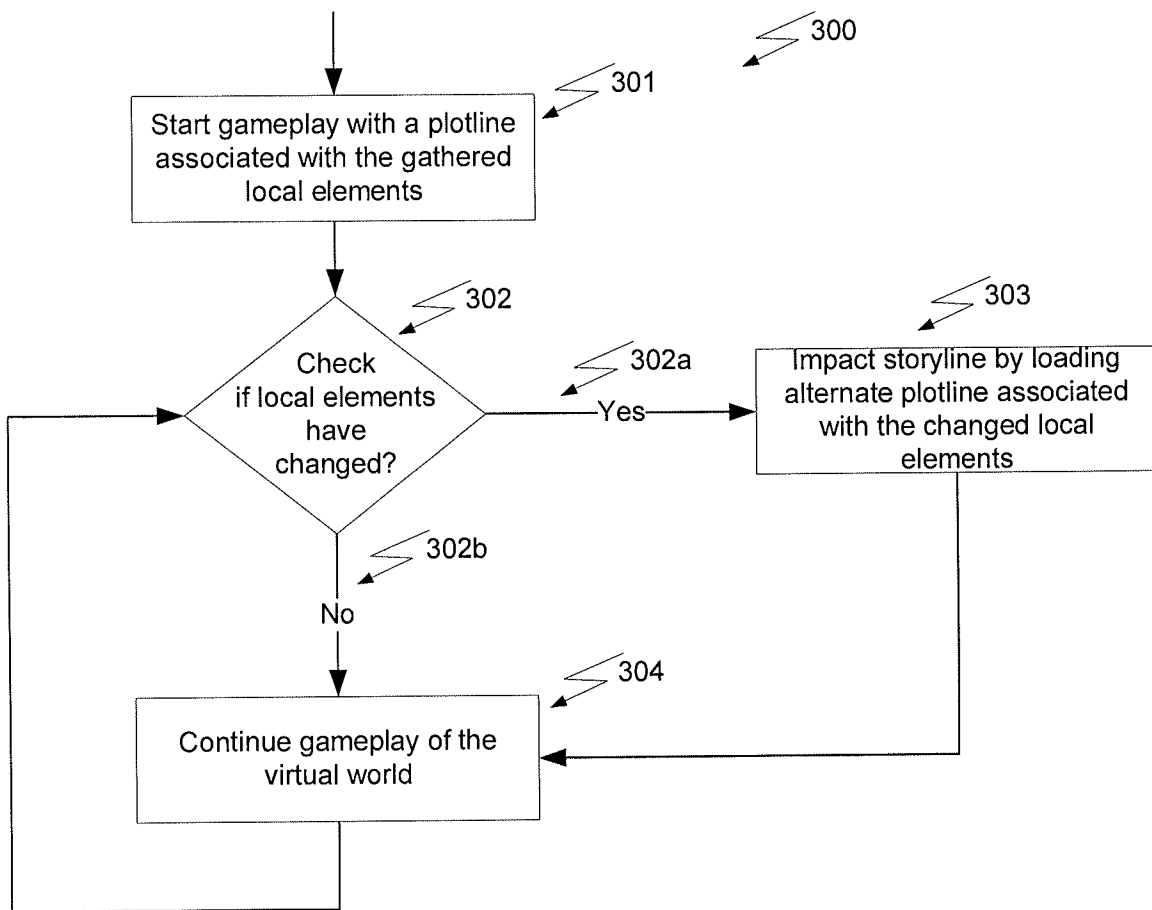 300
301
Start gameplay with a plotline
associated with the gathered
local elements
302
Check
if local elements
have
changed?
302a
Yes
303
Impact storyline by loading
alternate plotline associated
with the changed local
elements
302b
No
304
Continue gameplay of the
virtual world